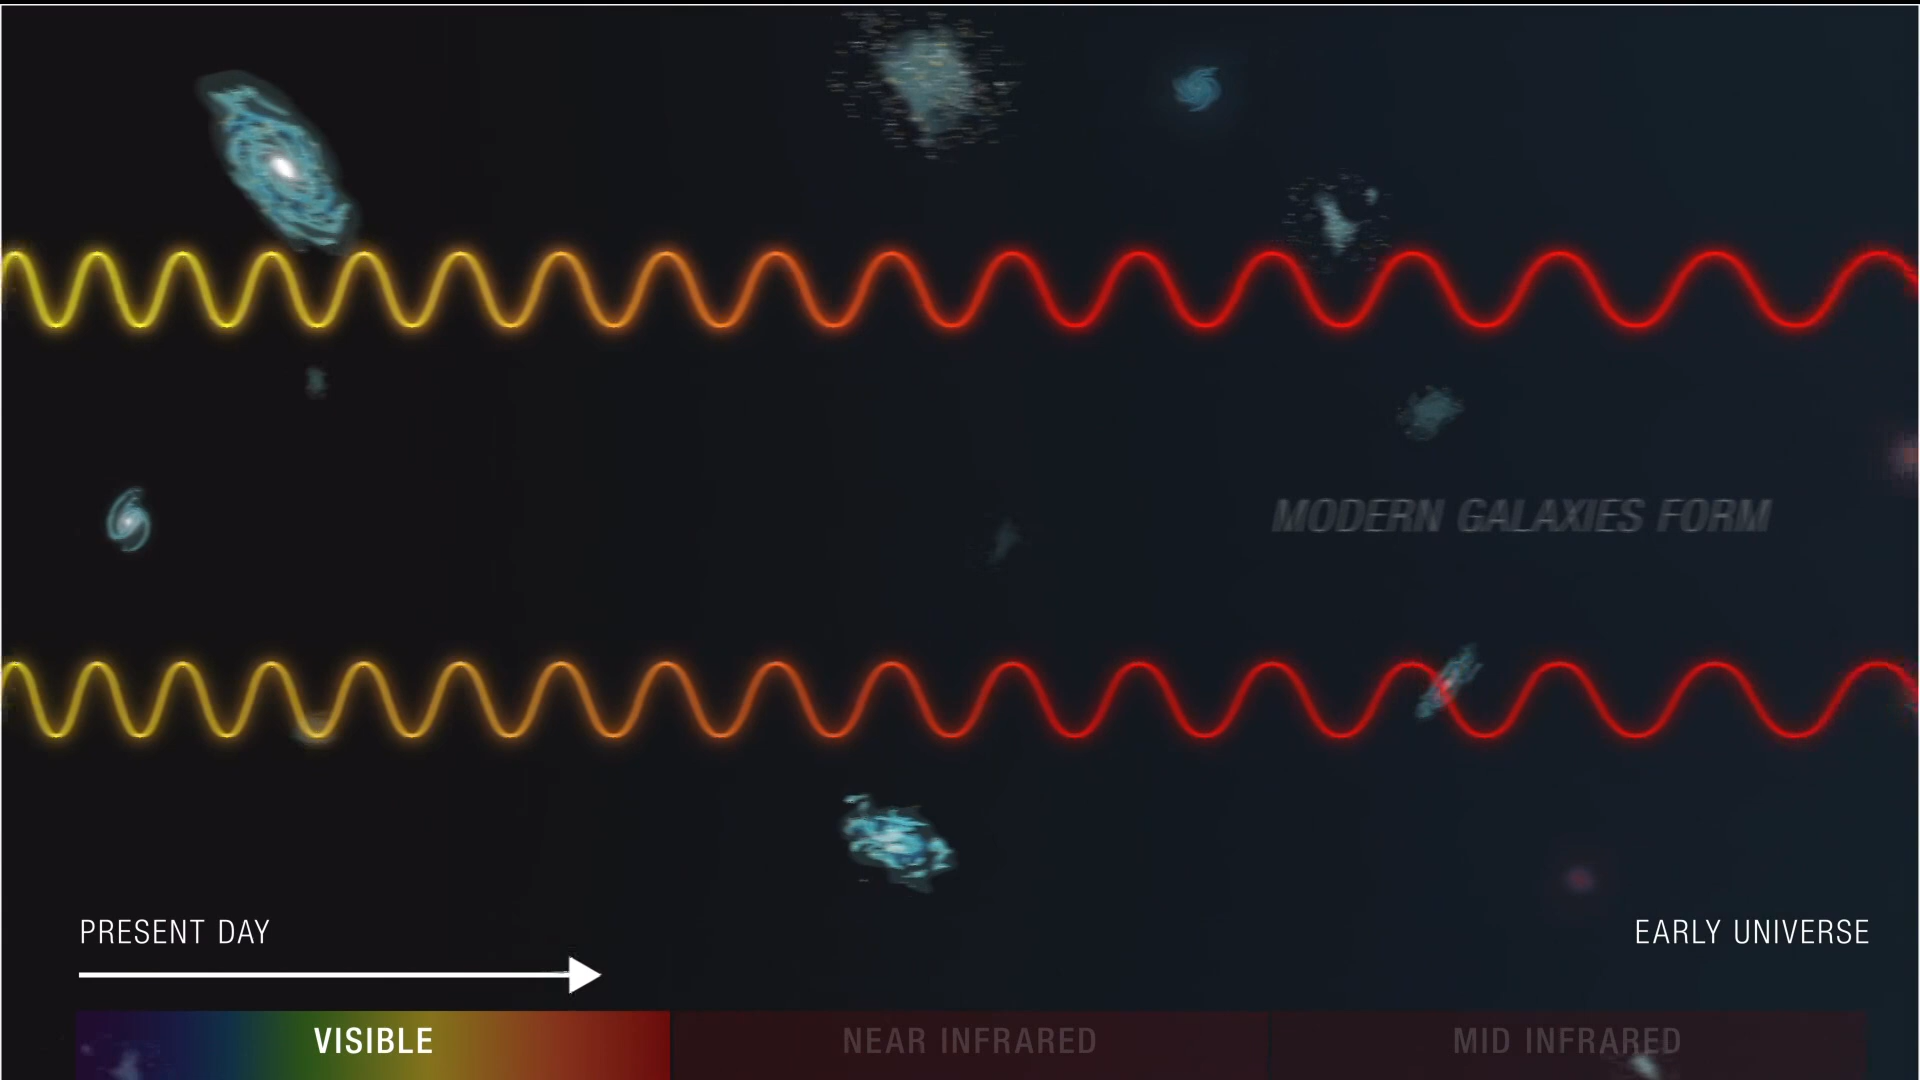 MODERN GALAXIES FORM
PRESENT DAY
EARLY UNIVERSE
VISIBLE
NEAR INFRARED
MID INFRARED